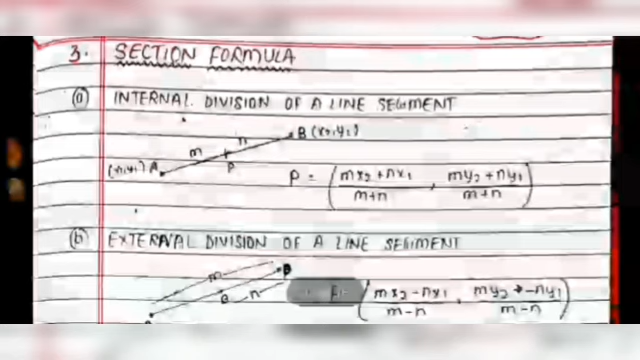 3. SECTION FORMULA
(a) INTERNAL DIVISION OF A LINE SEGMENT
m n B (x2,y2)
(x1,y1) A P P = (mx2+nx1/m+n , my2+ny1/m+n)
(b) EXTERNAL DIVISION OF A LINE SEGMENT
m P
B n (mx2-nx1/m-n , my2-ny1/m-n)
A